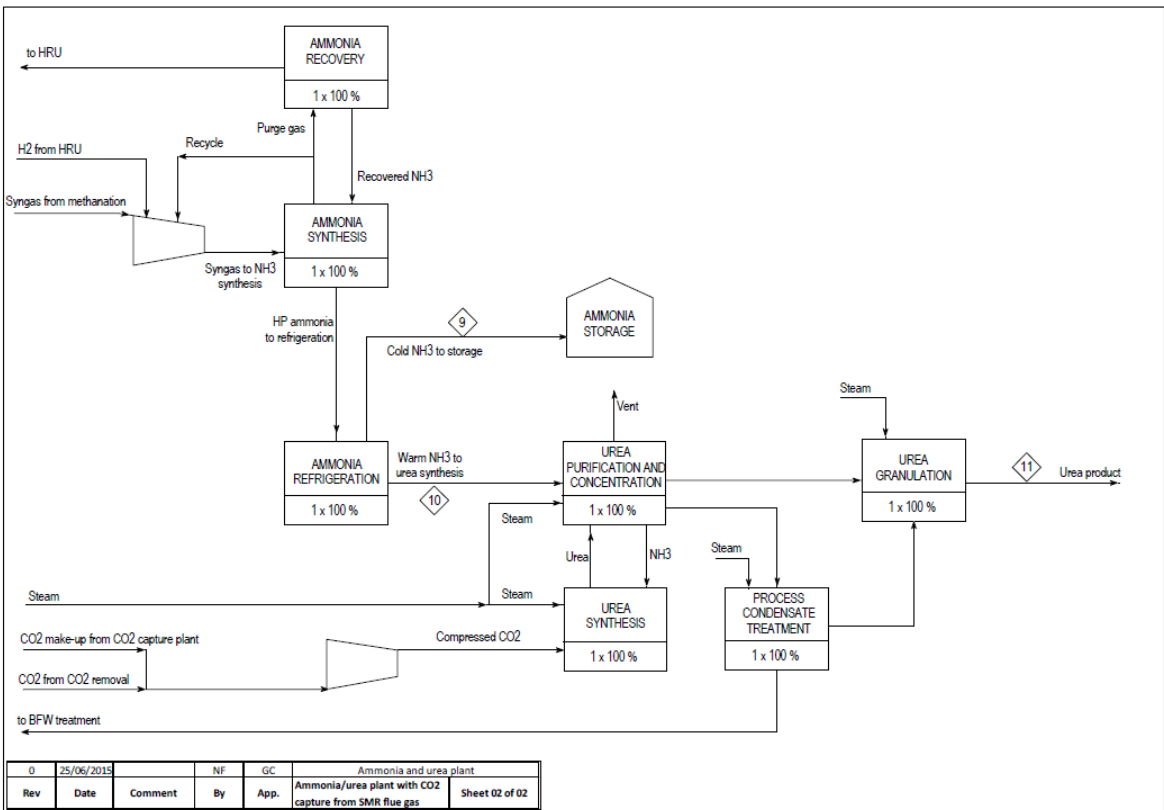 AMMONIA
RECOVERY
1 x 100 %
to HRU
Purge gas
Recycle
H2 from HRU
Recovered NH3
Syngas from methanation
AMMONIA
SYNTHESIS
1 x 100 %
Syngas to NH3
synthesis
HP ammonia
to refrigeration
9
Cold NH3 to storage
AMMONIA
STORAGE
Vent
Steam
AMMONIA
REFRIGERATION
1 x 100 %
Warm NH3 to
urea synthesis
10
UREA
PURIFICATION AND
CONCENTRATION
1 x 100 %
UREA
GRANULATION
1 x 100 %
11
Urea product
Steam
Urea
NH3
Steam
Steam
Steam
UREA
SYNTHESIS
1 x 100 %
PROCESS
CONDENSATE
TREATMENT
1 x 100 %
CO2 make-up from CO2 capture plant
Compressed CO2
CO2 from CO2 removal
to BFW treatment
0 25/06/2015 NF GC Ammonia and urea plant
Rev Date Comment By App. Ammonia/urea plant with CO2
capture from SMR flue gas Sheet 02 of 02